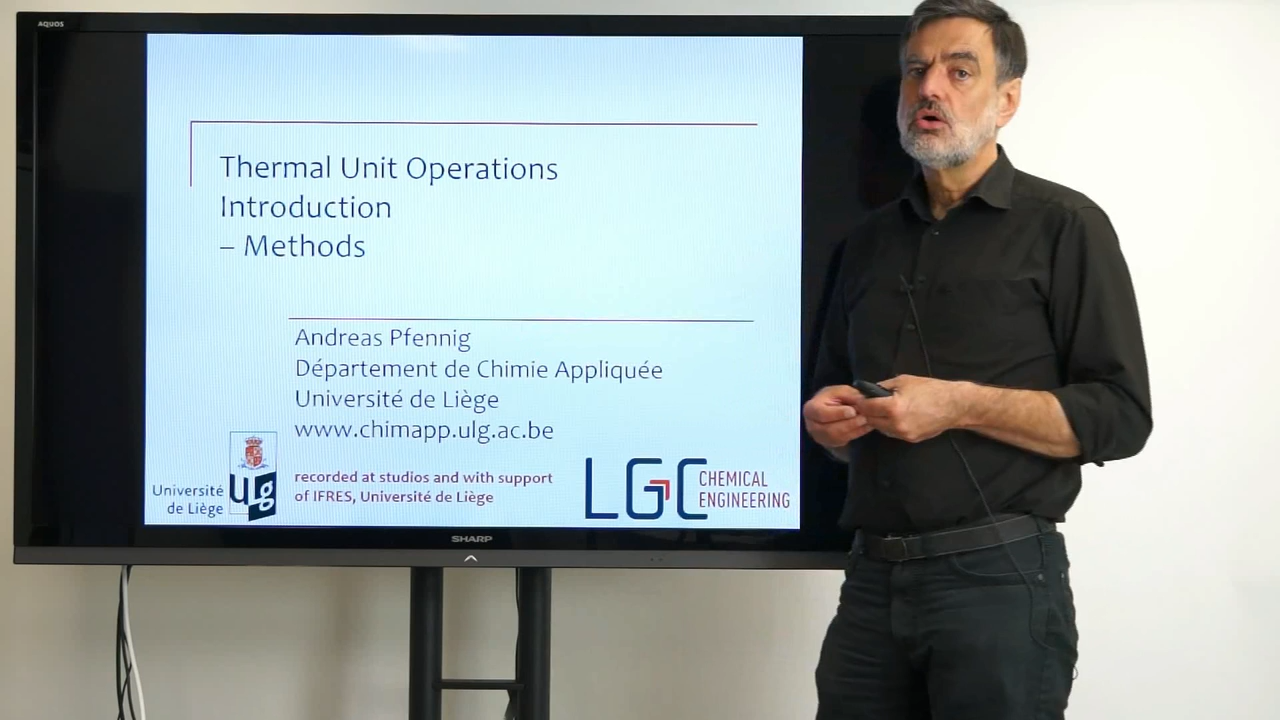 AQUOS
Thermal Unit Operations
Introduction
– Methods
Andreas Pfennig
Département de Chimie Appliquée
Université de Liège
www.chimapp.ulg.ac.be
Université
de Liège
uLg
recorded at studios and with support
of IFRES, Université de Liège
LGC
CHEMICAL
ENGINEERING
SHARP